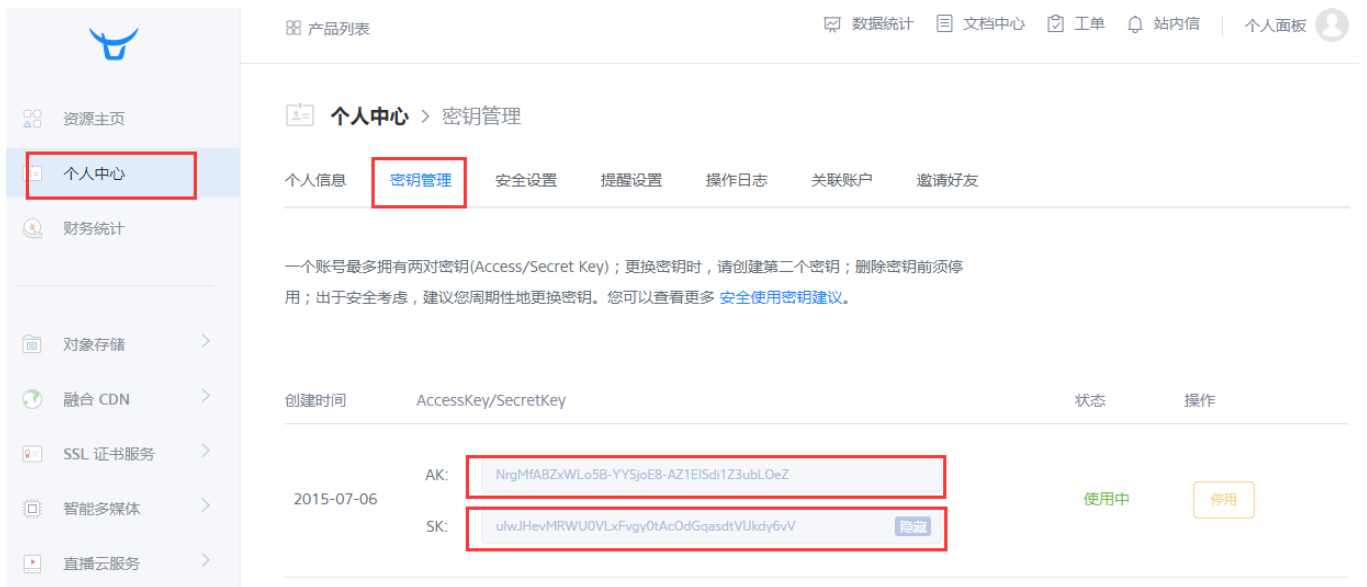 产品列表
数据统计
文档中心
工单
站内信
个人面板
资源主页
个人中心
财务统计
对象存储
融合 CDN
SSL 证书服务
智能多媒体
直播云服务
个人中心 > 密钥管理
个人信息 密钥管理 安全设置 提醒设置 操作日志 关联账户 邀请好友
一个账号最多拥有两对密钥(Access/Secret Key)；更换密钥时，请创建第二个密钥；删除密钥前须停
用；出于安全考虑，建议您周期性地更换密钥。您可以查看更多 安全使用密钥建议。
创建时间 AccessKey/SecretKey 状态 操作
2015-07-06
AK: NrgMfABZxWLo5B-YYSjoE8-AZ1EISdi1Z3ubLOeZ
SK: uIwJHevMRWU0VLxFvgy0tAcOdGqasdtVUkdy6vV 隐藏
使用中
停用